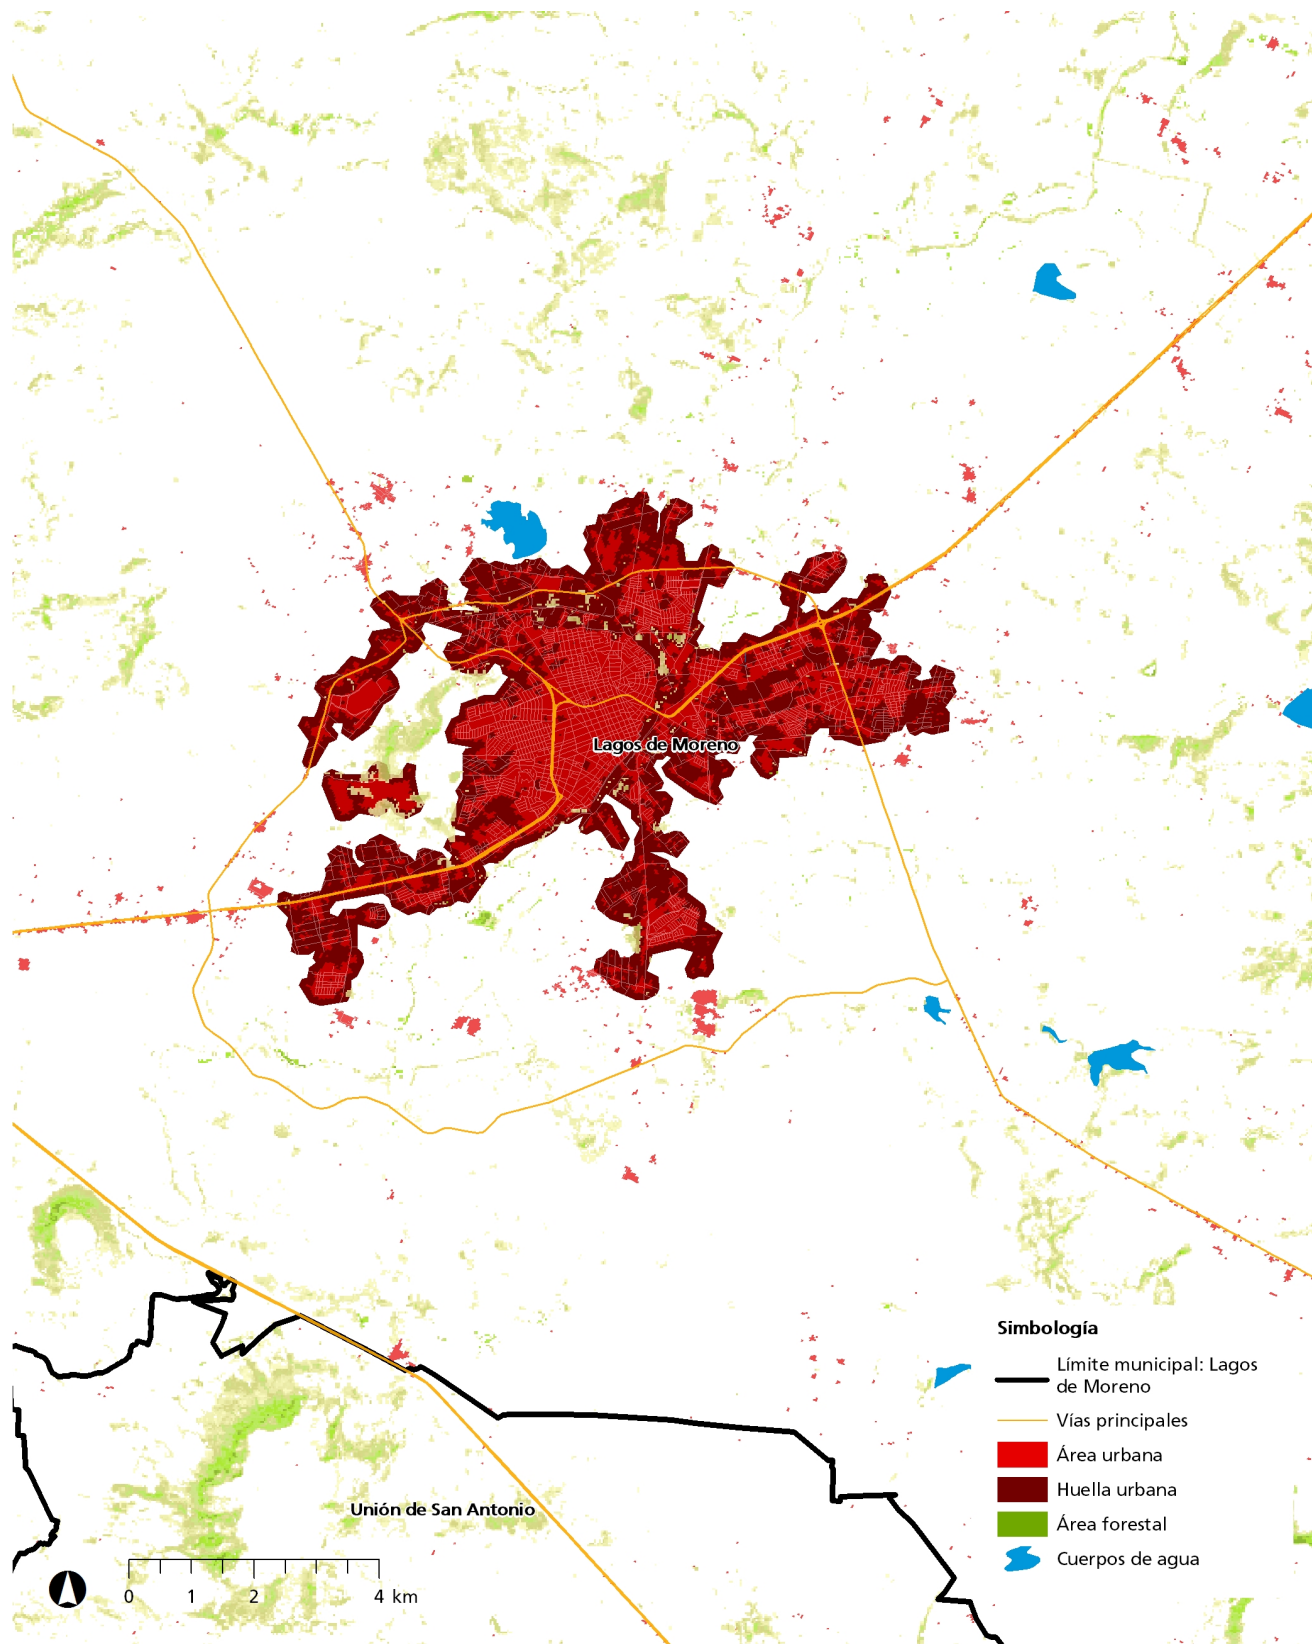 Lagos de Moreno
Simbología
Límite municipal: Lagos
de Moreno
Vías principales
Área urbana
Huella urbana
Área forestal
Cuerpos de agua
Unión de San Antonio
0 1 2 4 km